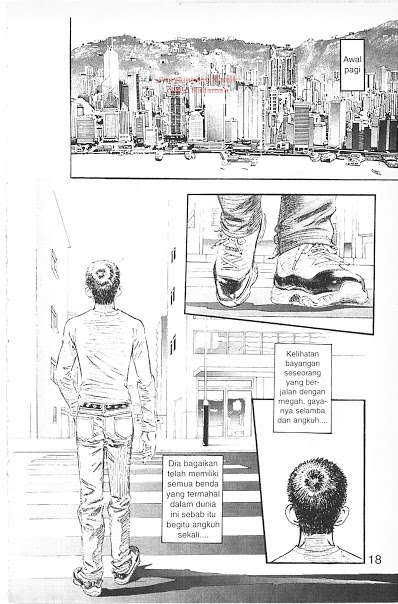 Awal
pagi
Kelihatan
bayangan
seseorang
yang ber-
jalan dengan
megah, gaya-
nya selamba
dan angkuh....
Dia bagaikan
telah memiliki
semua benda
yang termahal
dalam dunia
ini sebab itu
begitu angkuh
sekali....
18